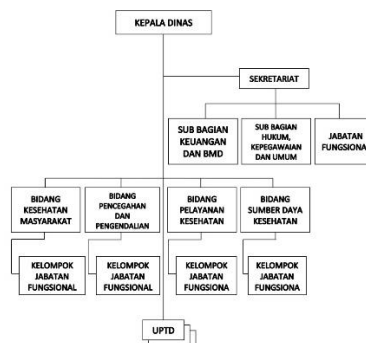 KEPALA DINAS
SEKRETARIAT
SUB BAGIAN
KEUANGAN
DAN BMD
SUB BAGIAN
HUKUM,
KEPEGAWAIAN
DAN UMUM
JABATAN
FUNGSIONA
BIDANG
KESEHATAN
MASYARAKAT
BIDANG
PENCEGAHAN
DAN
PENGENDALIAN
BIDANG
PELAYANAN
KESEHATAN
BIDANG
SUMBER DAYA
KESEHATAN
KELOMPOK
JABATAN
FUNGSIONAL
KELOMPOK
JABATAN
FUNGSIONAL
KELOMPOK
JABATAN
FUNGSIONA
KELOMPOK
JABATAN
FUNGSIONA
UPTD